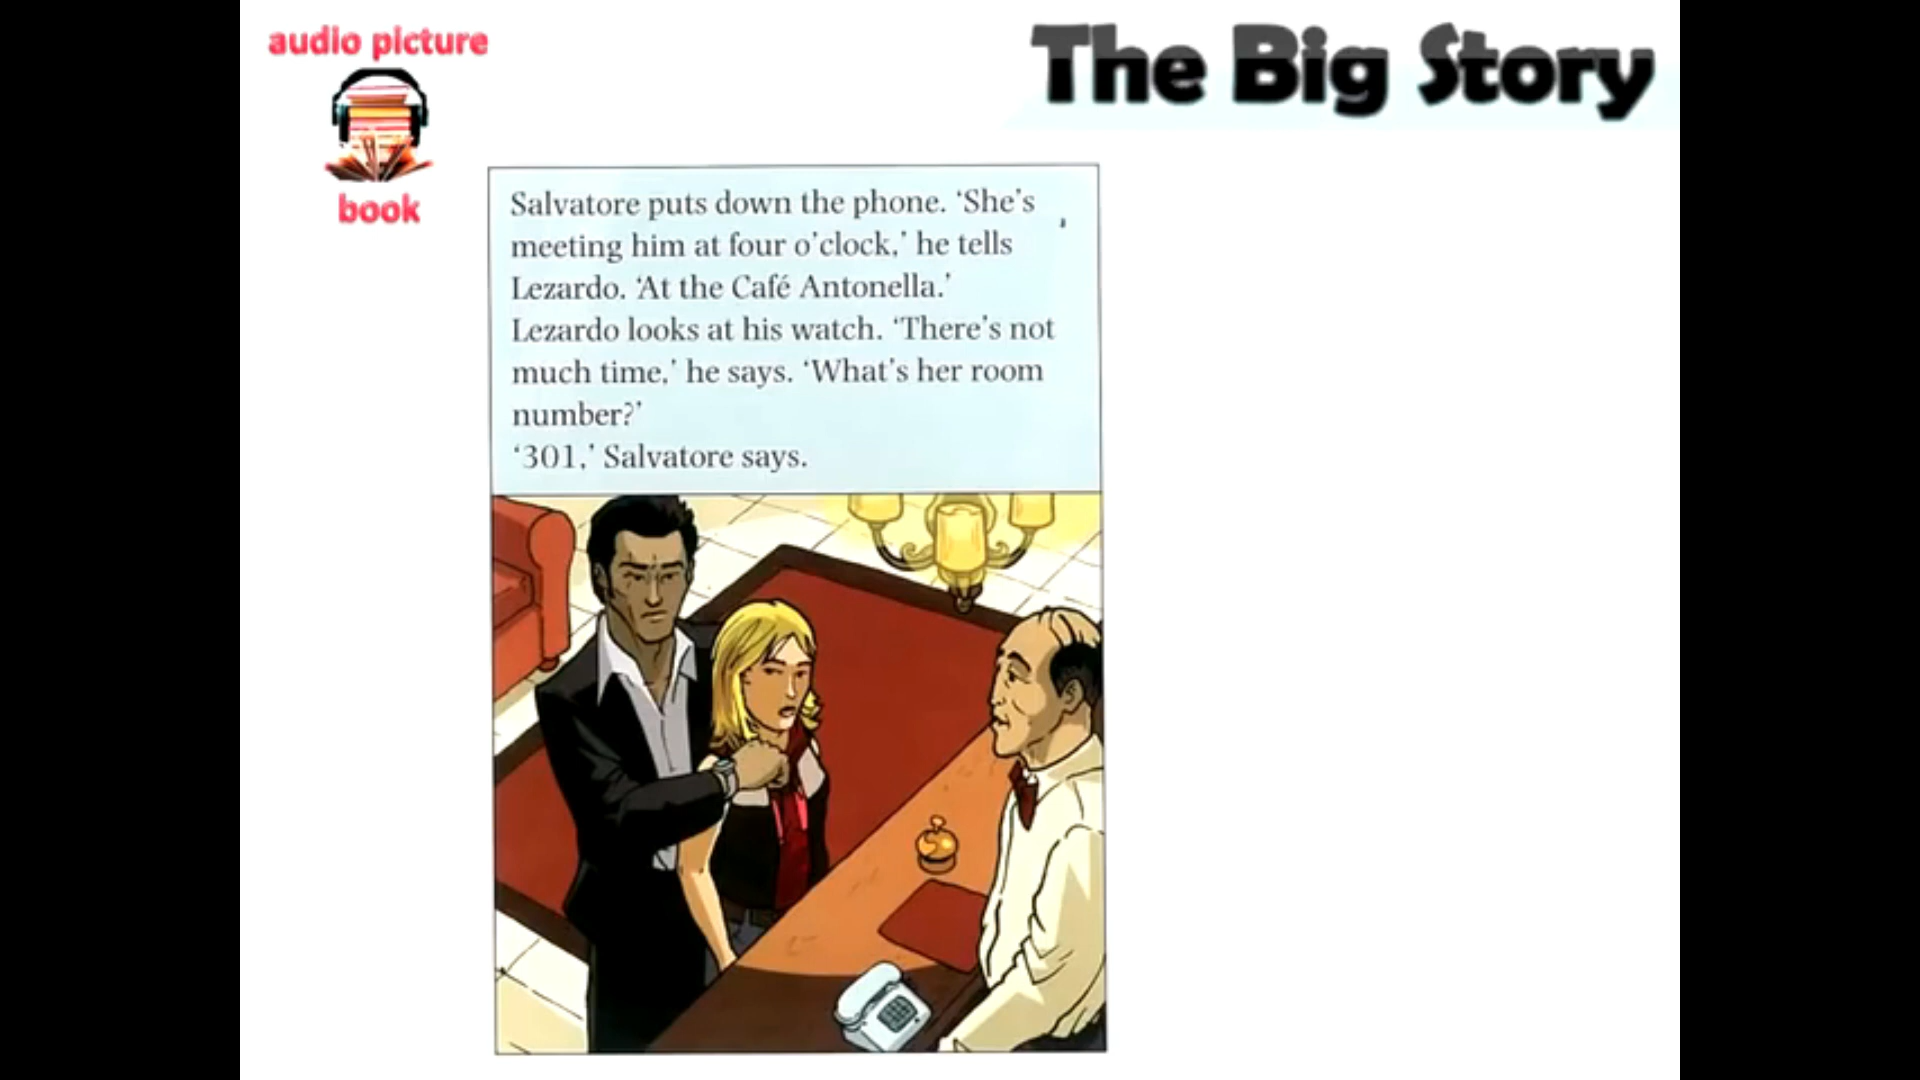 audio picture
book
The Big Story
Salvatore puts down the phone. ‘She’s
meeting him at four o’clock,’ he tells
Lezardo. ‘At the Café Antonella.’
Lezardo looks at his watch. ‘There’s not
much time,’ he says. ‘What’s her room
number?’
‘301,’ Salvatore says.